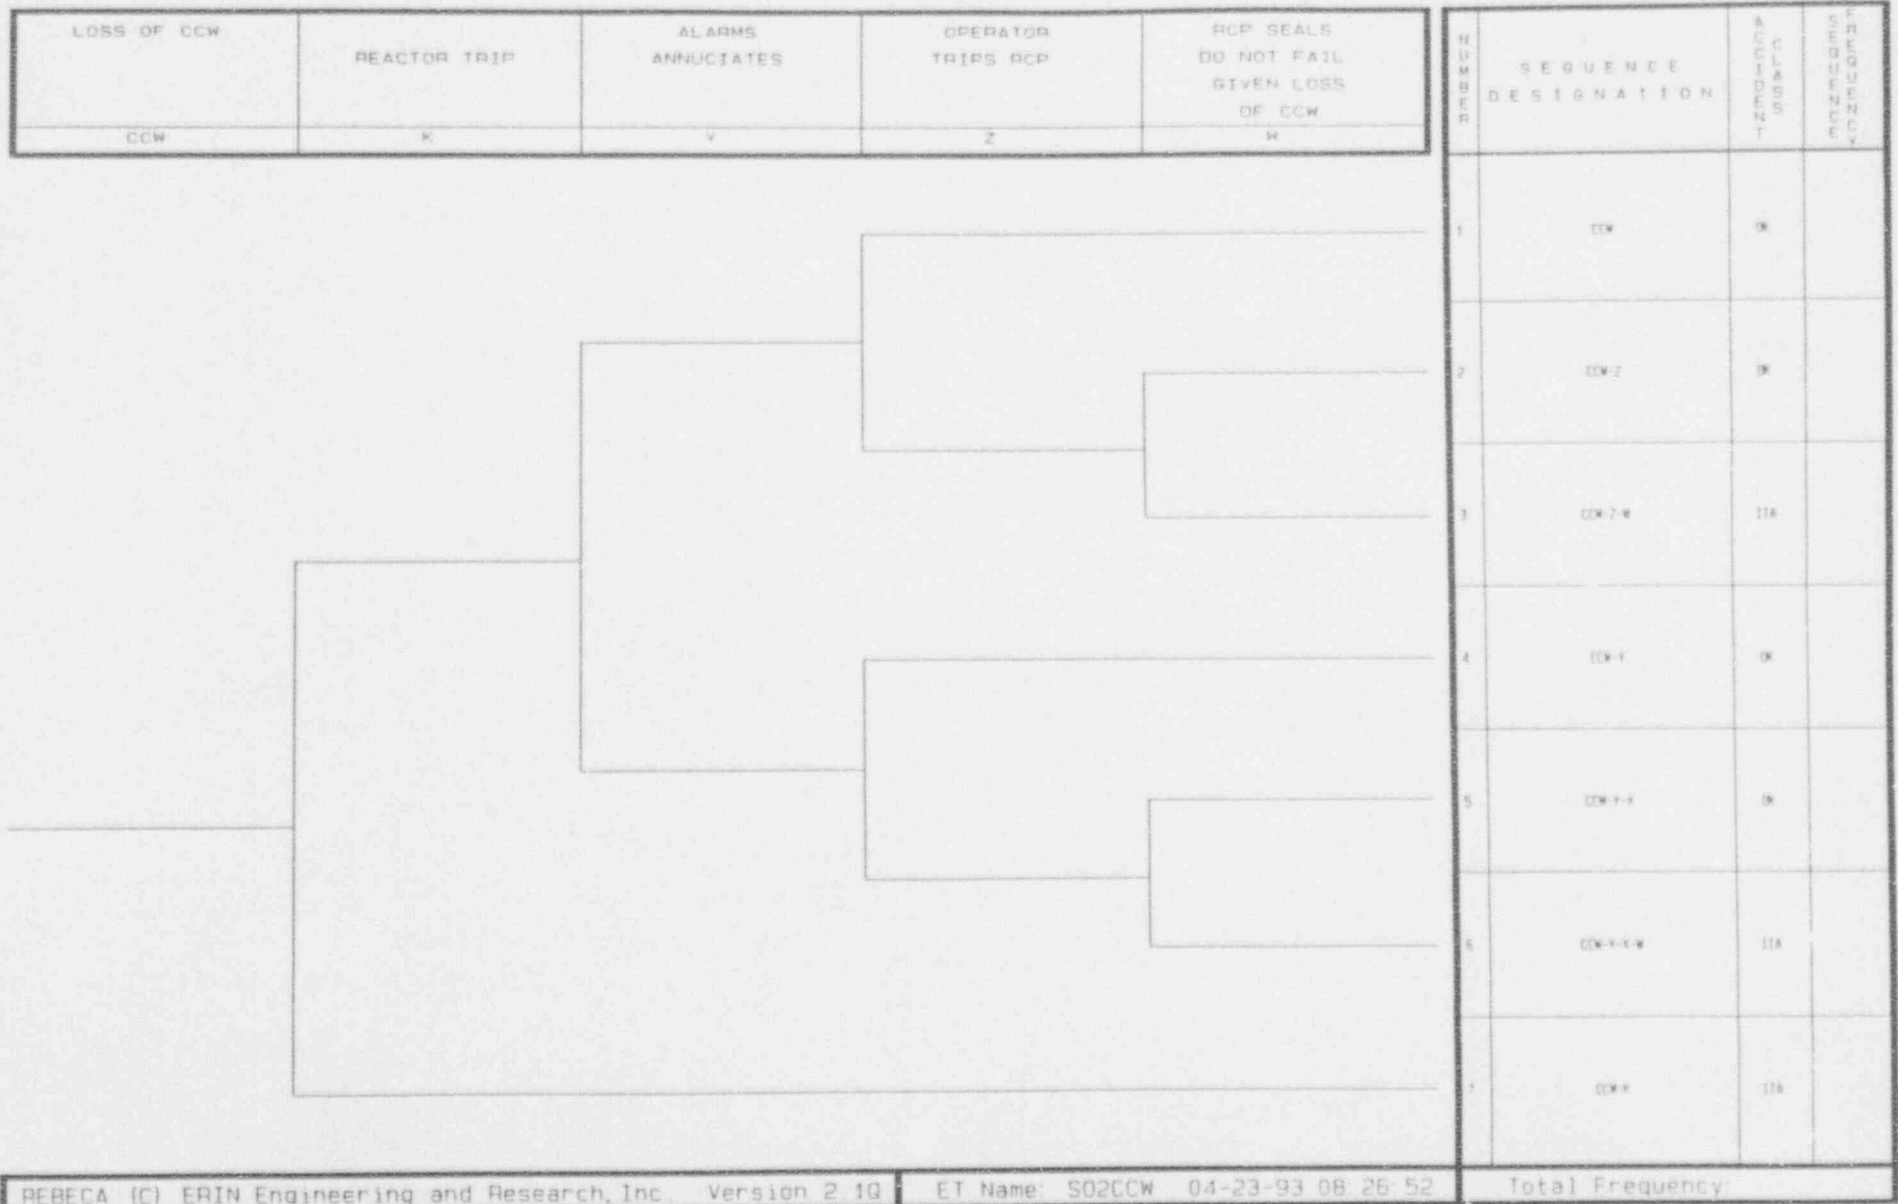 LOSS OF CCW
REACTOR TRIP
ALARMS
ANNUCIATES
OPERATOR
TRIPS RCP
RCP SEALS
DO NOT FAIL
GIVEN LOSS
OF CCW
CCW
K
Y
Z
W
NUMBER
SEQUENCE
DESIGNATION
ACCIDENT
CLASS
SEQUENCE
FREQUENCY
1 CCW OK
2 CCW-Z OK
3 CCW-Z-W IIA
4 CCW-Y OK
5 CCW-Y-X OK
6 CCW-Y-X-W IIA
7 CCW-K IIA
REBECA (C) ERIN Engineering and Research, Inc. Version 2.1Q
ET Name: SO2CCW 04-23-93 08:26:52
Total Frequency: